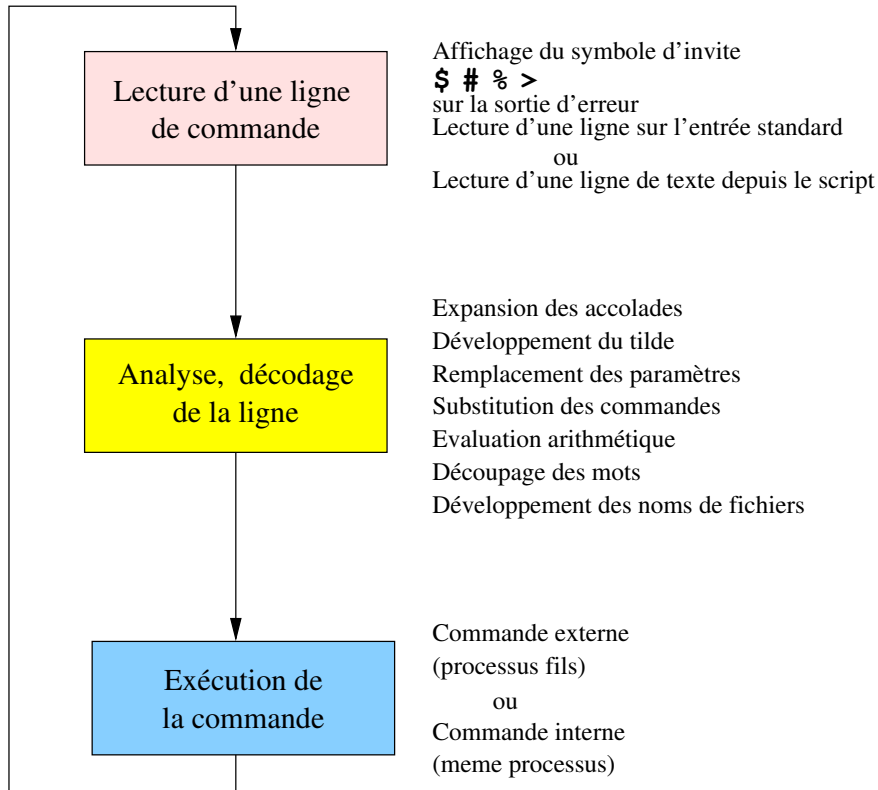 Lecture d’une ligne
de commande
Affichage du symbole d’invite
$ # % >
sur la sortie d’erreur
Lecture d’une ligne sur l’entrée standard
ou
Lecture d’une ligne de texte depuis le script
Analyse, décodage
de la ligne
Expansion des accolades
Développement du tilde
Remplacement des paramètres
Substitution des commandes
Evaluation arithmétique
Découpage des mots
Développement des noms de fichiers
Exécution de
la commande
Commande externe
(processus fils)
ou
Commande interne
(meme processus)